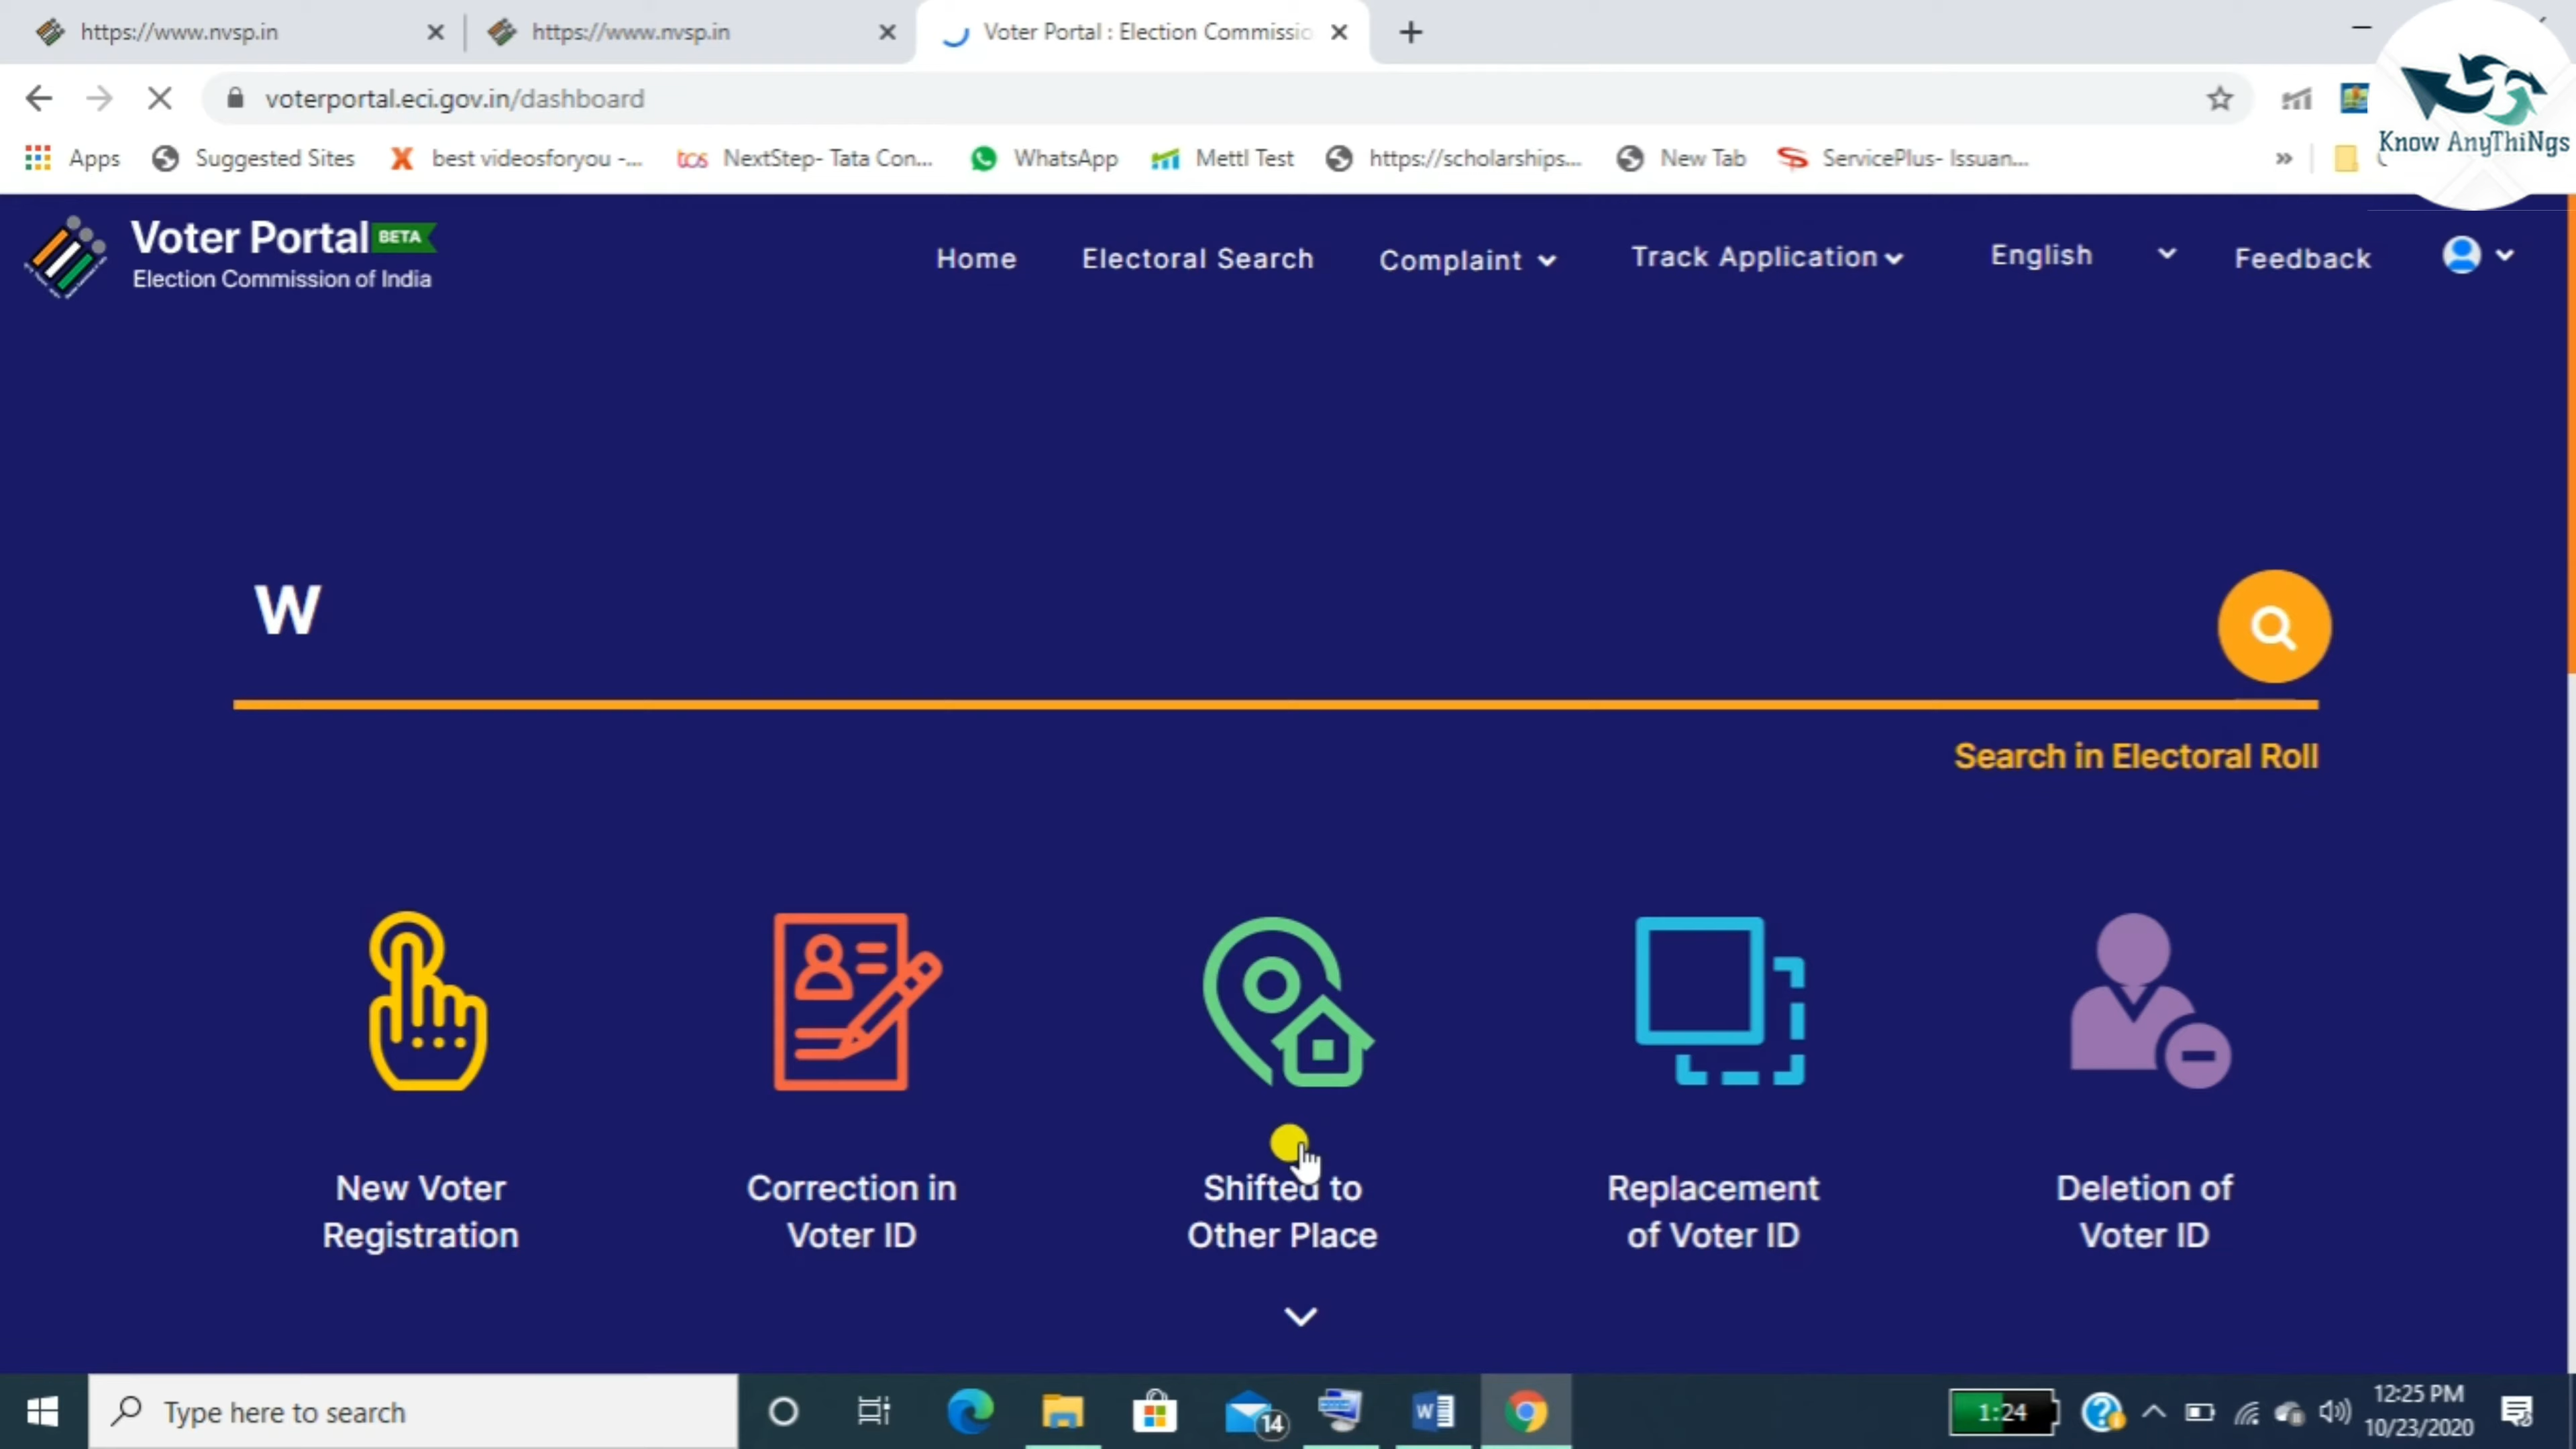 https://www.nvsp.in
https://www.nvsp.in
Voter Portal : Election Commissio
voterportal.eci.gov.in/dashboard
Know AnyThiNgs
Apps
Suggested Sites
best videosforyou -...
tcs
NextStep- Tata Con...
WhatsApp
Mettl Test
https://scholarships...
New Tab
ServicePlus- Issuan...
»
Voter Portal BETA
Election Commission of India
Home
Electoral Search
Complaint
Track Application
English
Feedback
W
Search in Electoral Roll
New Voter
Registration
Correction in
Voter ID
Shifted to
Other Place
Replacement
of Voter ID
Deletion of
Voter ID
Type here to search
14
W
1:24
12:25 PM
10/23/2020